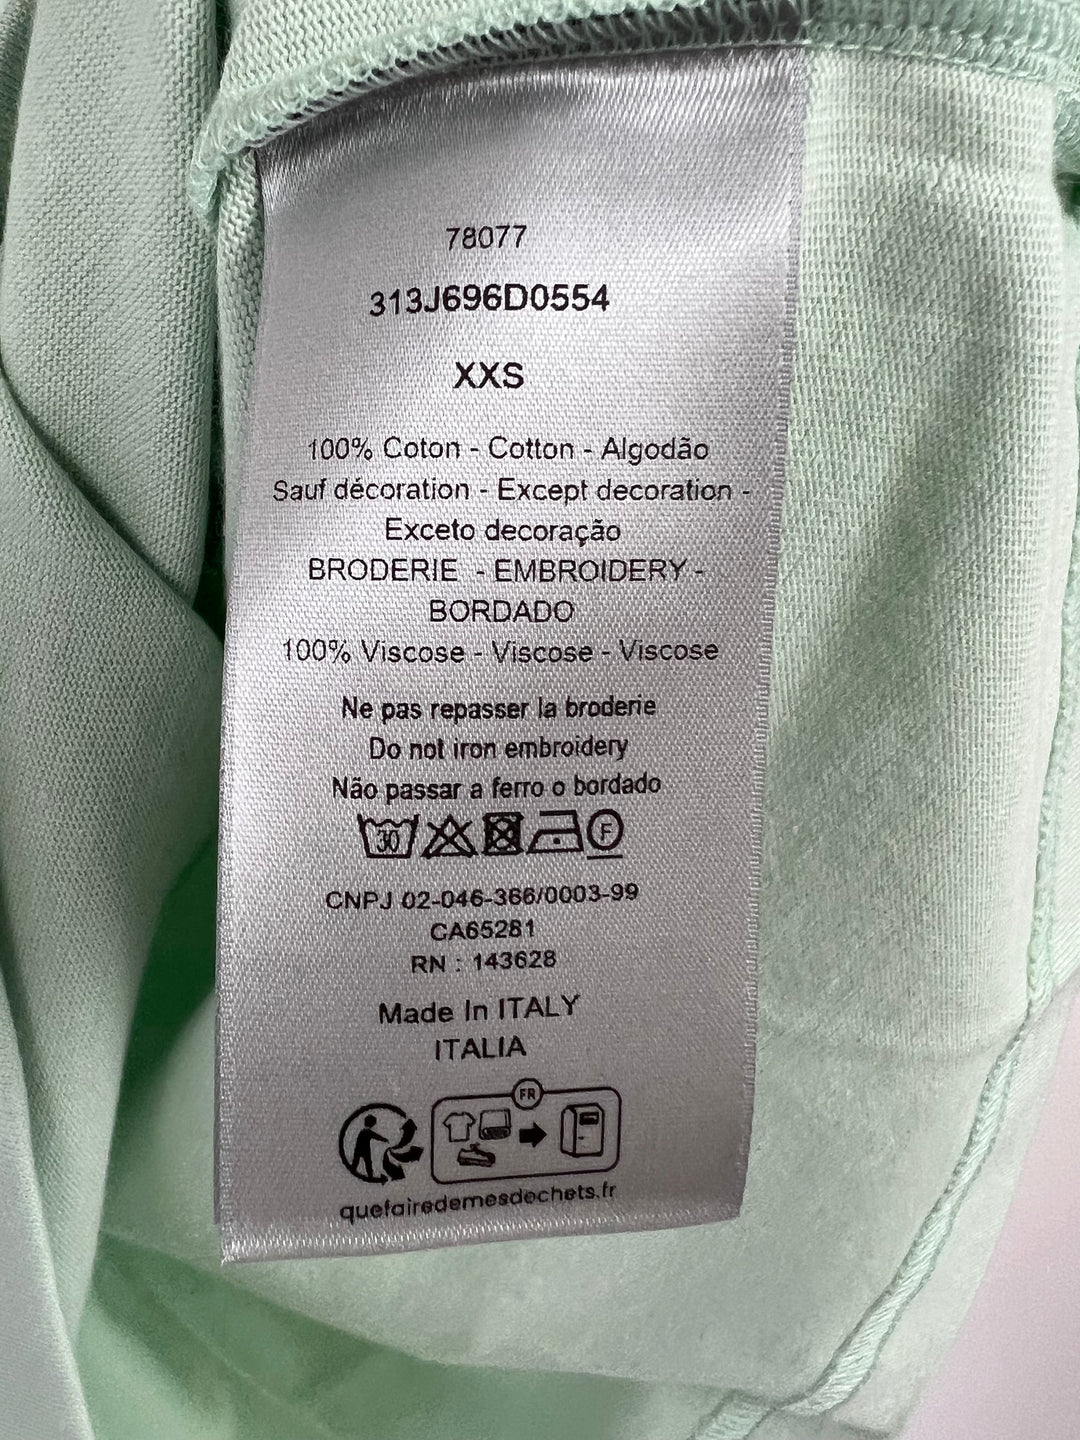 78077
313J696D0554
XXS
100% Coton - Cotton - Algodão
Sauf décoration - Except decoration -
Exceto decoração
BRODERIE - EMBROIDERY -
BORDADO
100% Viscose - Viscose - Viscose
Ne pas repasser la broderie
Do not iron embroidery
Não passar a ferro o bordado
30 F
CNPJ 02-046-366/0003-99
CA65281
RN : 143628
Made In ITALY
ITALIA
FR
quefairedemesdechets.fr